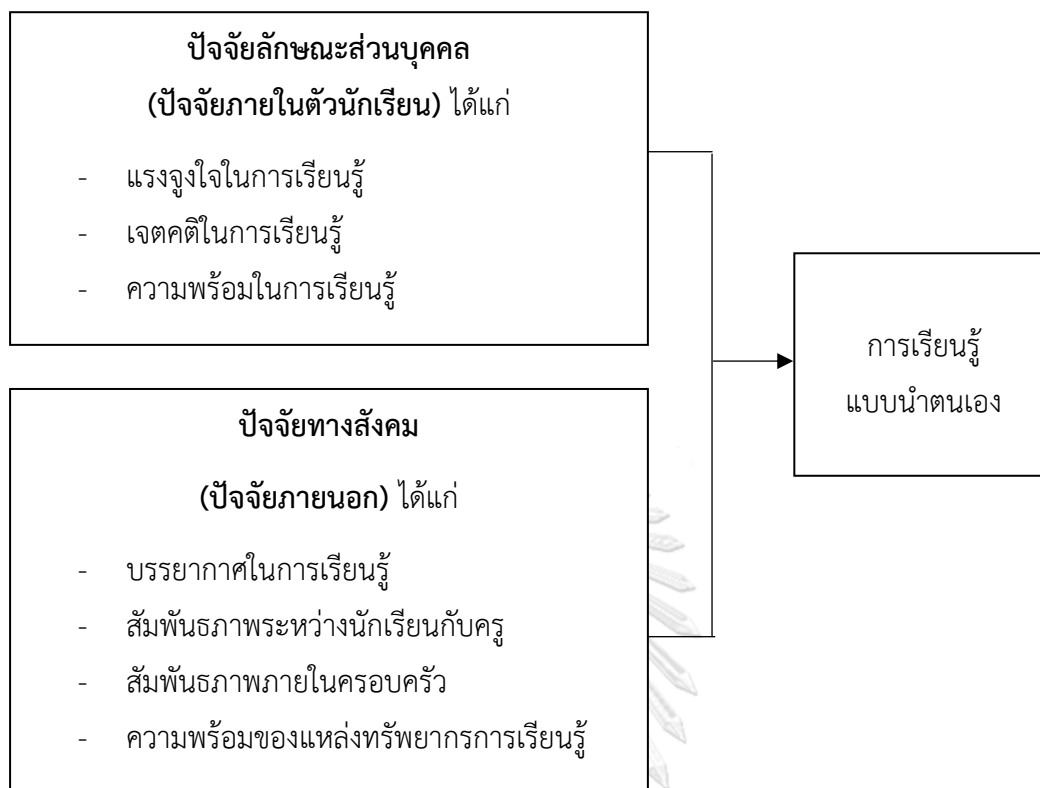 ปัจจัยลักษณะส่วนบุคคล
(ปัจจัยภายในตัวนักเรียน) ได้แก่
- แรงจูงใจในการเรียนรู้
- เจตคติในการเรียนรู้
- ความพร้อมในการเรียนรู้
ปัจจัยทางสังคม
(ปัจจัยภายนอก) ได้แก่
- บรรยากาศในการเรียนรู้
- สัมพันธภาพระหว่างนักเรียนกับครู
- สัมพันธภาพภายในครอบครัว
- ความพร้อมของแหล่งทรัพยากรการเรียนรู้
การเรียนรู้
แบบนำตนเอง